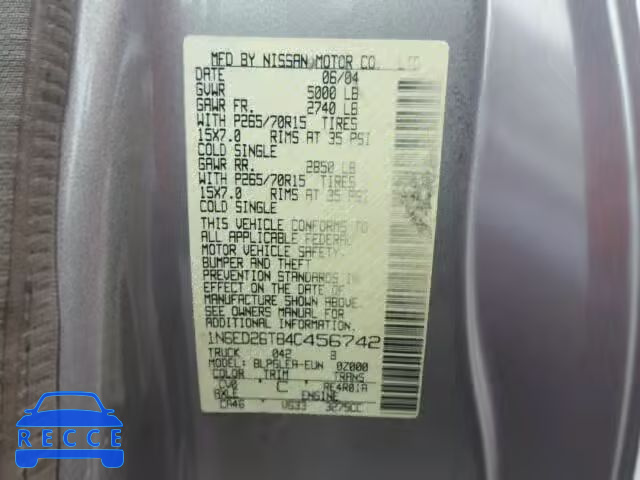 MFD BY NISSAN MOTOR CO. LTD
DATE 06/04
GVWR 5000 LB
GAWR FR. 2740 LB
WITH P265/70R15 TIRES
15X7.0 RIMS AT 35 PSI
COLD SINGLE
GAWR RR. 2850 LB
WITH P265/70R15 TIRES
15X7.0 RIMS AT 35 PSI
COLD SINGLE
THIS VEHICLE CONFORMS TO
ALL APPLICABLE FEDERAL
MOTOR VEHICLE SAFETY,
BUMPER AND THEFT
PREVENTION STANDARDS IN
EFFECT ON THE DATE OF
MANUFACTURE SHOWN ABOVE.
SEE OWNERS MANUAL FOR
ADDITIONAL INFORMATION.
1N6ED26T84C456742
TRUCK 042 B
MODEL: BLPGLEA-EUN 0Z000
COLOR TRIM TRANS
CV0 C RE4R01A
AXLE ENGINE
CA46 VG33 3275CC
RECCE